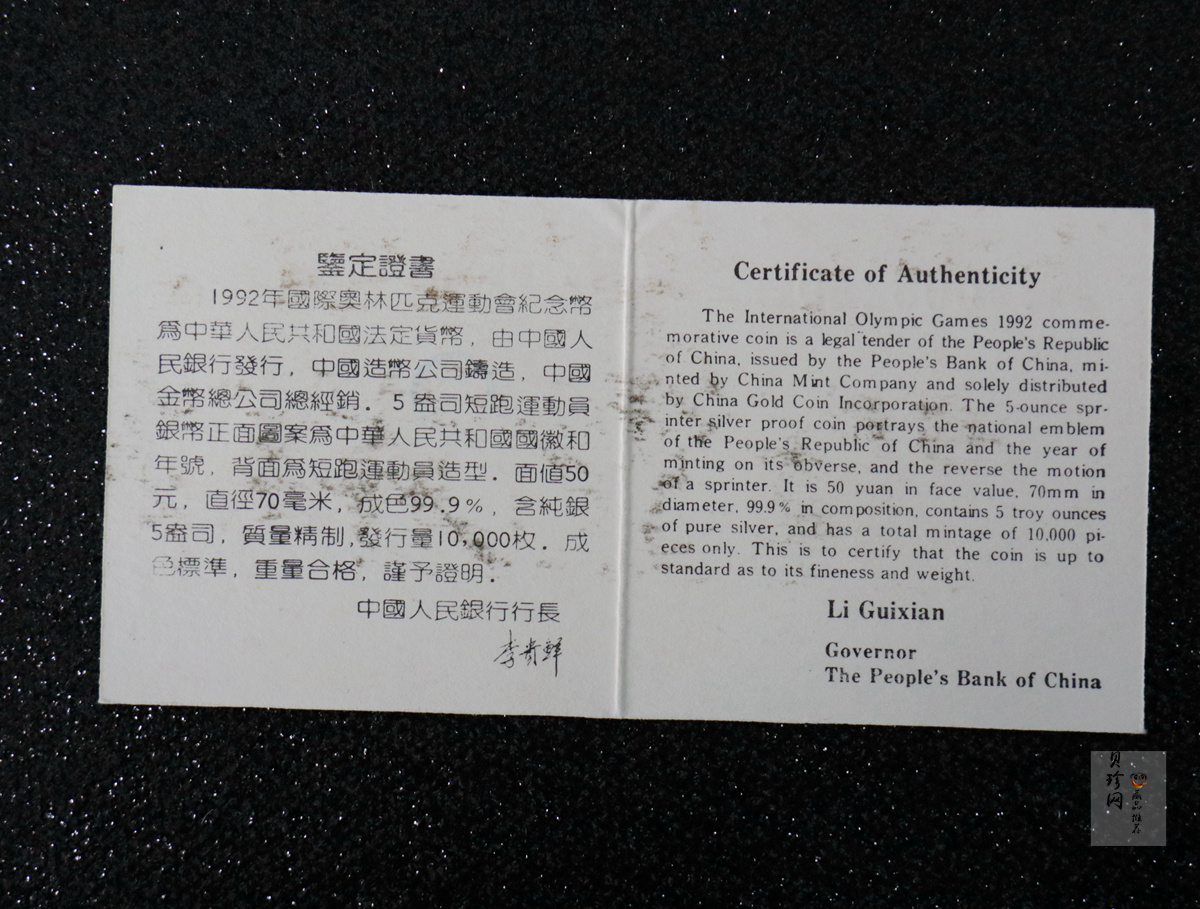 鑒定證書
1992年國際奧林匹克運動會紀念幣
爲中華人民共和國法定貨幣，由中國人
民銀行發行，中國造幣公司鑄造，中國
金幣總公司總經銷．5盎司短跑運動員
銀幣正面圖案爲中華人民共和國國徽和
年號，背面爲短跑運動員造型．面值50
元，直徑70毫米，成色99.9%，含純銀
5盎司，質量精制,發行量10,000枚．成
色標準，重量合格，謹予證明．
中國人民銀行行長
李貴鮮
Certificate of Authenticity
The International Olympic Games 1992 comme-
morative coin is a legal tender of the People's Republic
of China, issued by the People's Bank of China, mi-
nted by China Mint Company and solely distributed
by China Gold Coin Incorporation. The 5-ounce spr-
inter silver proof coin portrays the national emblem
of the People's Republic of China and the year of
minting on its obverse, and the reverse the motion
of a sprinter. It is 50 yuan in face value, 70mm in
diameter, 99.9% in composition, contains 5 troy ounces
of pure silver, and has a total mintage of 10,000 pi-
eces only. This is to certify that the coin is up to
standard as to its fineness and weight.
Li Guixian
Governor
The People's Bank of China
貝珍网
藏品推荐